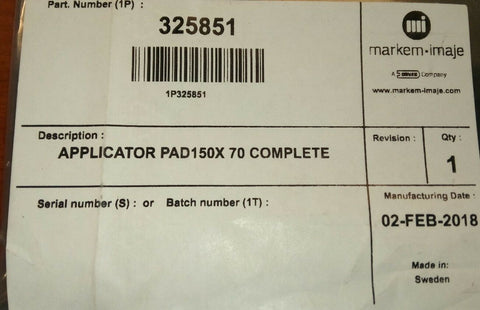 Part. Number (1P) :
325851
1P325851
markem-imaje
A DOVER Company
www.markem-imaje.com
Description :
APPLICATOR PAD150X 70 COMPLETE
Revision :
Qty :
1
Serial number (S) : or Batch number (1T) :
Manufacturing Date :
02-FEB-2018
Made in:
Sweden